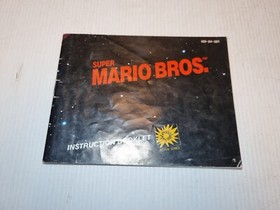 SUPER
MARIO BROS.
INSTRUCTION BOOKLET